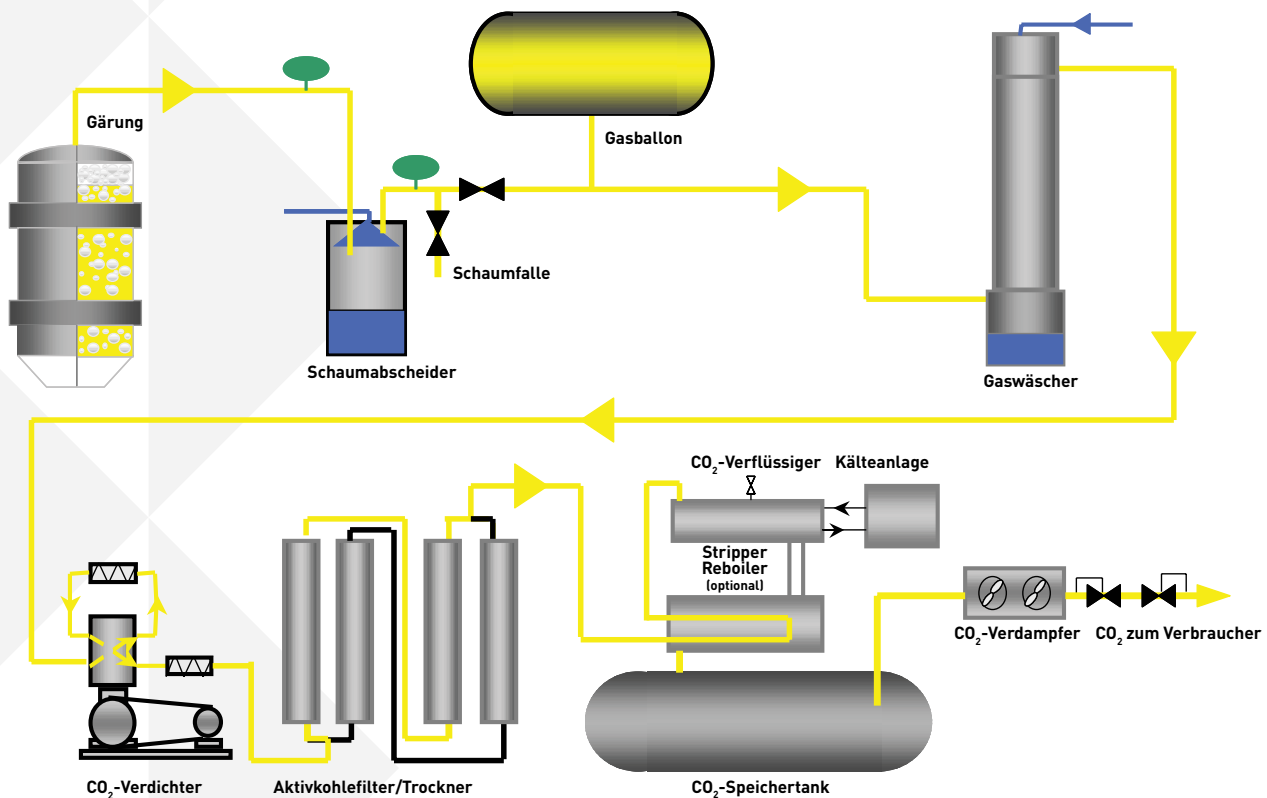 Gärung
Gasballon
Schaumfalle
Schaumabscheider
Gaswäscher
CO₂-Verflüssiger
Kälteanlage
Stripper
Reboiler
(optional)
CO₂-Verdampfer
CO₂ zum Verbraucher
CO₂-Verdichter
Aktivkohlefilter/Trockner
CO₂-Speichertank